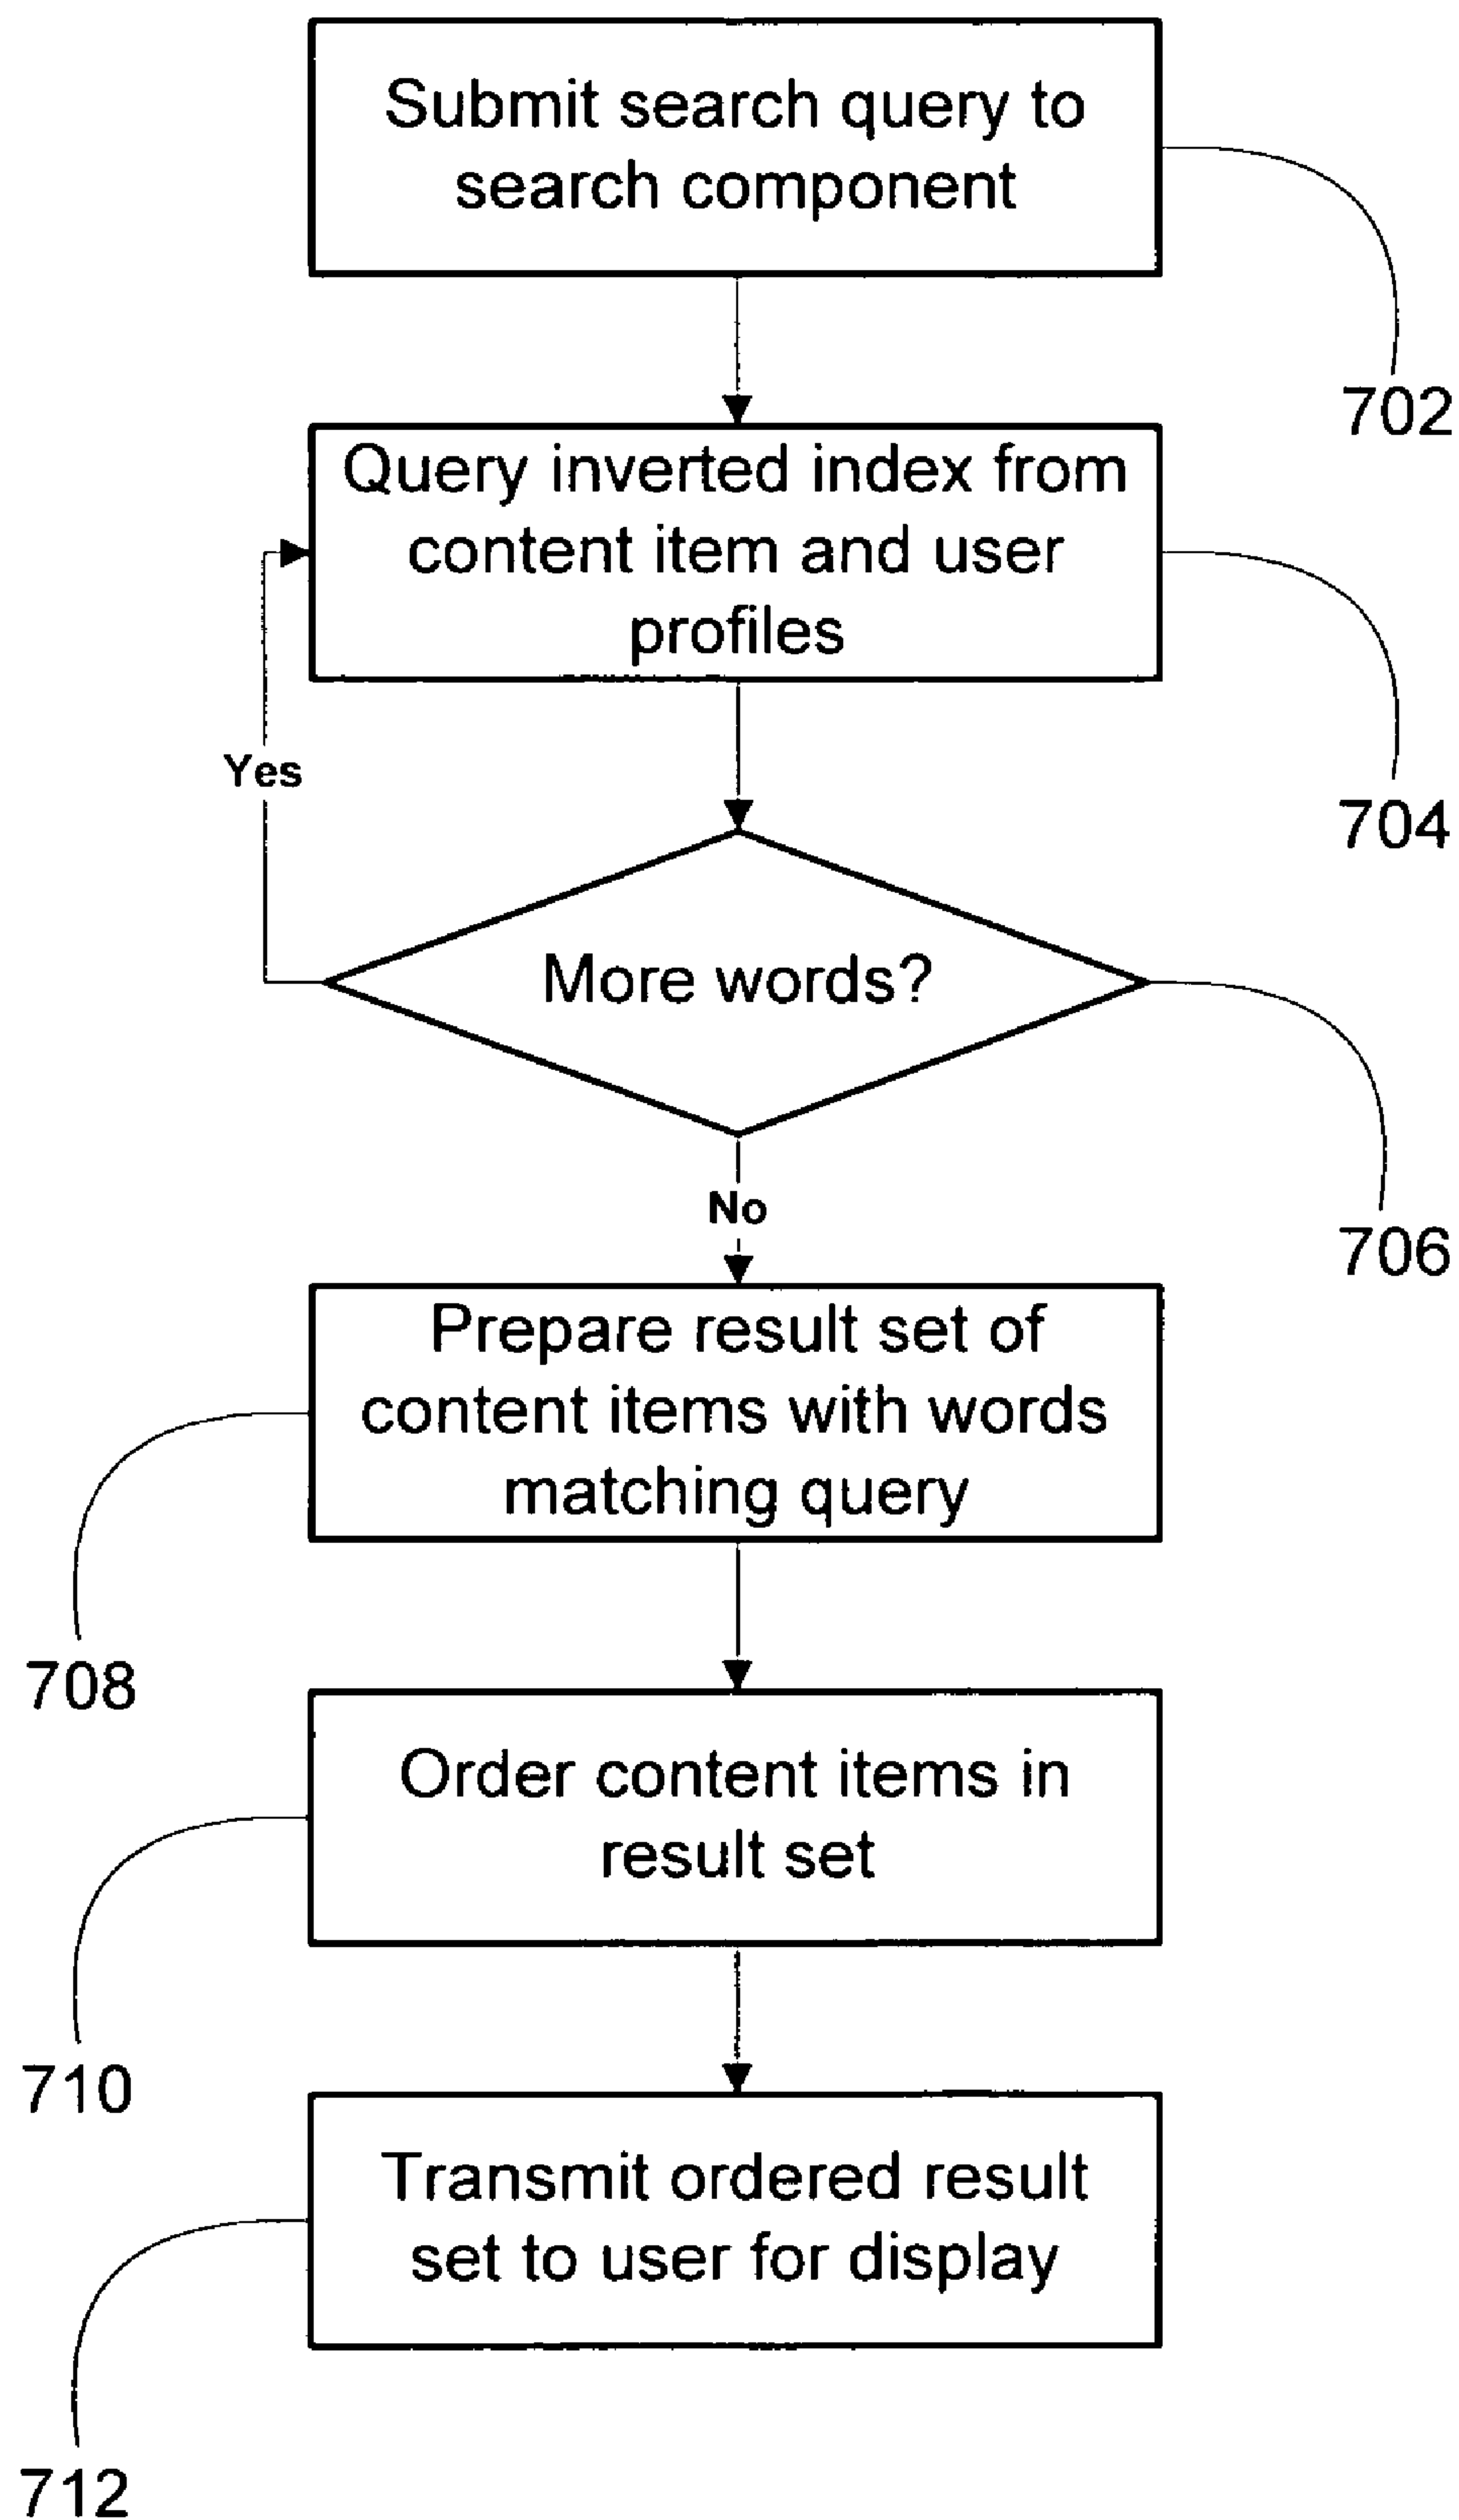 Submit search query to
search component
702
Query inverted index from
content item and user
profiles
704
Yes
More words?
706
No
Prepare result set of
content items with words
matching query
708
Order content items in
result set
710
Transmit ordered result
set to user for display
712